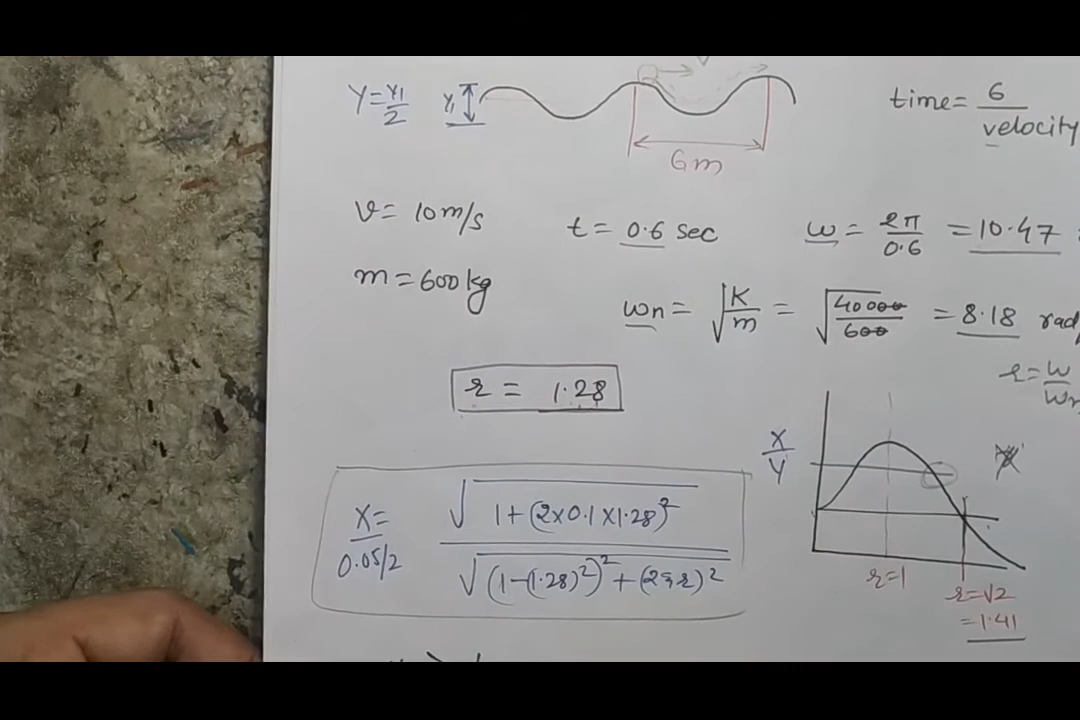 Y = Y1/2
Y1
V
6m
time = 6/velocity
v = 10 m/s
t = 0.6 sec
ω = 2π/0.6 = 10.47
m = 600 kg
ωn = √K/m = √40000/600 = 8.18 rad/
r = ω/ωn
r = 1.28
X/0.05/2 = √1+(2×0.1×1.28)² / √(1-(1.28)²)²+(2ζr)²
X/Y
r=1
r=√2
=1.41